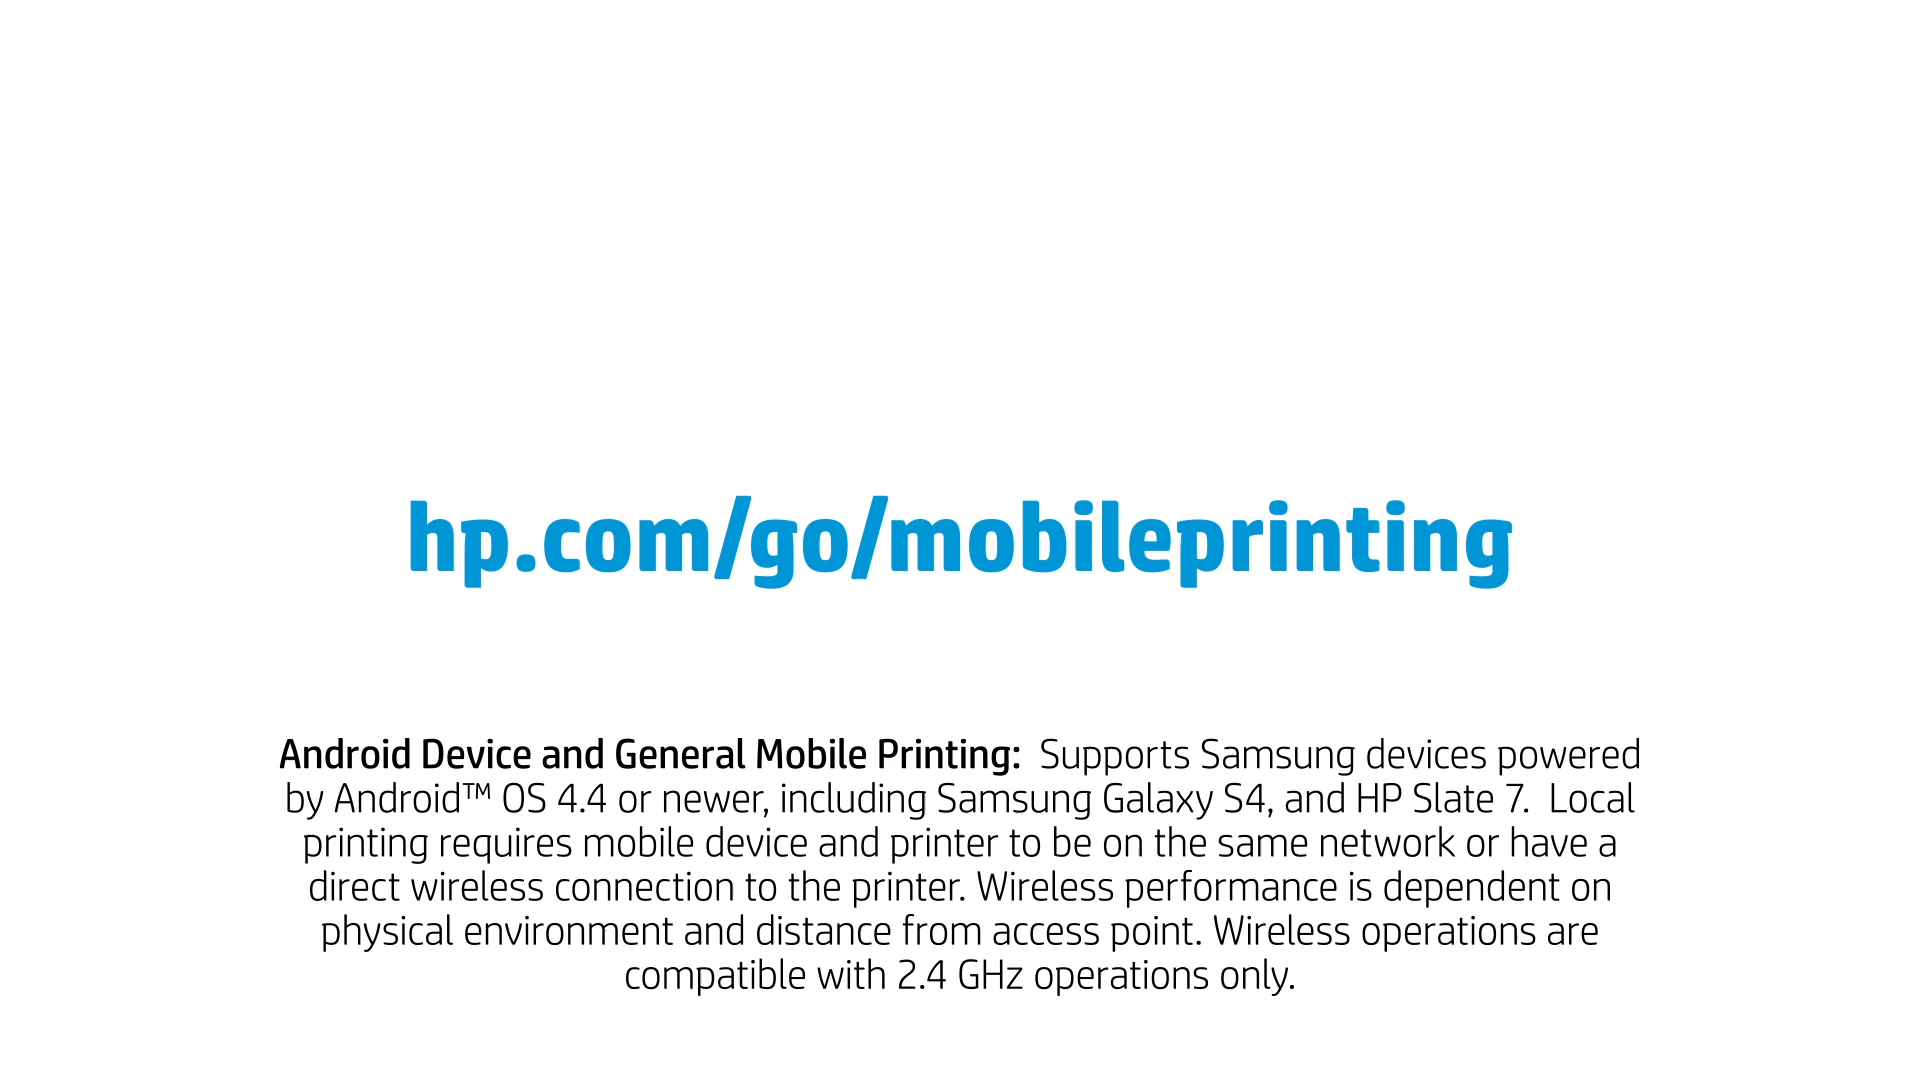 hp.com/go/mobileprinting
Android Device and General Mobile Printing:  Supports Samsung devices powered
by Android™ OS 4.4 or newer, including Samsung Galaxy S4, and HP Slate 7.  Local
printing requires mobile device and printer to be on the same network or have a
direct wireless connection to the printer. Wireless performance is dependent on
physical environment and distance from access point. Wireless operations are
compatible with 2.4 GHz operations only.